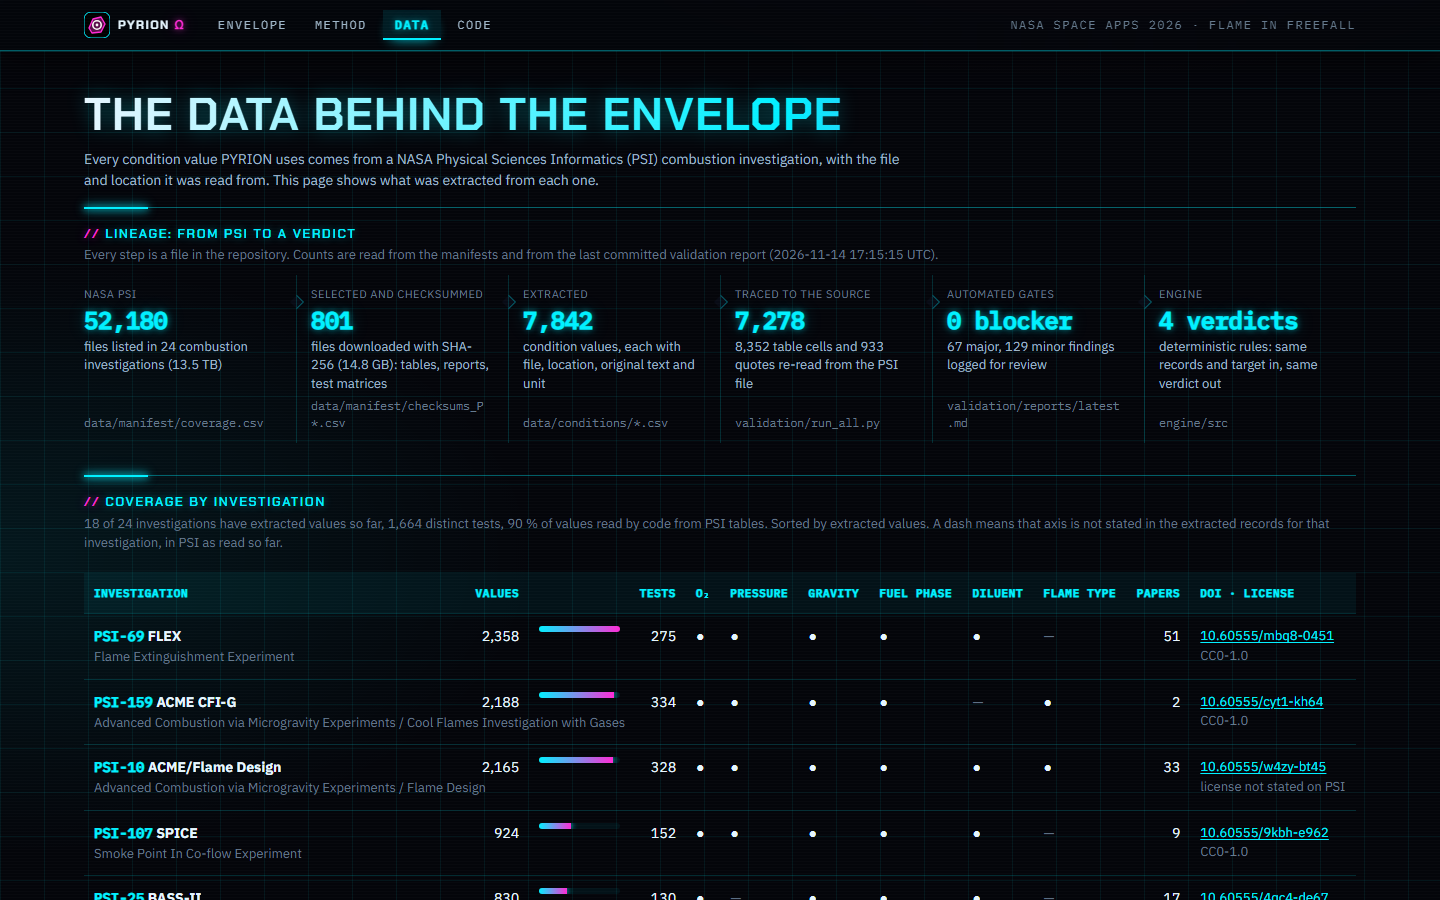 PYRION Ω
ENVELOPE
METHOD
DATA
CODE
NASA SPACE APPS 2026 · FLAME IN FREEFALL
THE DATA BEHIND THE ENVELOPE
Every condition value PYRION uses comes from a NASA Physical Sciences Informatics (PSI) combustion investigation, with the file
and location it was read from. This page shows what was extracted from each one.
// LINEAGE: FROM PSI TO A VERDICT
Every step is a file in the repository. Counts are read from the manifests and from the last committed validation report (2026-11-14 17:15:15 UTC).
NASA PSI
52,180
files listed in 24 combustion
investigations (13.5 TB)
data/manifest/coverage.csv
SELECTED AND CHECKSUMMED
801
files downloaded with SHA-
256 (14.8 GB): tables, reports,
test matrices
data/manifest/checksums_P
*.csv
EXTRACTED
7,842
condition values, each with
file, location, original text and
unit
data/conditions/*.csv
TRACED TO THE SOURCE
7,278
8,352 table cells and 933
quotes re-read from the PSI
file
validation/run_all.py
AUTOMATED GATES
0 blocker
67 major, 129 minor findings
logged for review
validation/reports/latest
.md
ENGINE
4 verdicts
deterministic rules: same
records and target in, same
verdict out
engine/src
// COVERAGE BY INVESTIGATION
18 of 24 investigations have extracted values so far, 1,664 distinct tests, 90 % of values read by code from PSI tables. Sorted by extracted values. A dash means that axis is not stated in the extracted records for that
investigation, in PSI as read so far.
INVESTIGATION VALUES TESTS O₂ PRESSURE GRAVITY FUEL PHASE DILUENT FLAME TYPE PAPERS DOI · LICENSE
PSI-69 FLEX 2,358 275 ● ● ● ● ● — 51 10.60555/mbq8-0451
Flame Extinguishment Experiment CC0-1.0
PSI-159 ACME CFI-G 2,188 334 ● ● ● ● — ● 2 10.60555/cyt1-kh64
Advanced Combustion via Microgravity Experiments / Cool Flames Investigation with Gases CC0-1.0
PSI-10 ACME/Flame Design 2,165 328 ● ● ● ● ● ● 33 10.60555/w4zy-bt45
Advanced Combustion via Microgravity Experiments / Flame Design license not stated on PSI
PSI-107 SPICE 924 152 ● ● ● ● ● — 9 10.60555/9kbh-e962
Smoke Point In Co-flow Experiment CC0-1.0
PSI-25 BASS-II 830 130 ● — ● ● ● — 17 10.60555/4qc4-de67